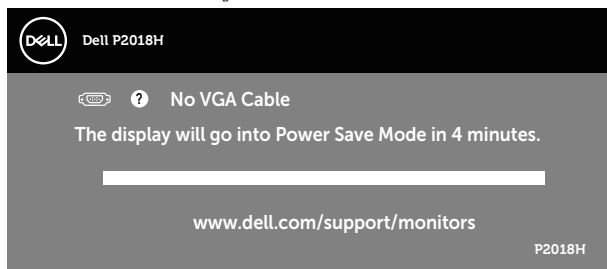 DELL Dell P2018H
? No VGA Cable
The display will go into Power Save Mode in 4 minutes.
www.dell.com/support/monitors
P2018H